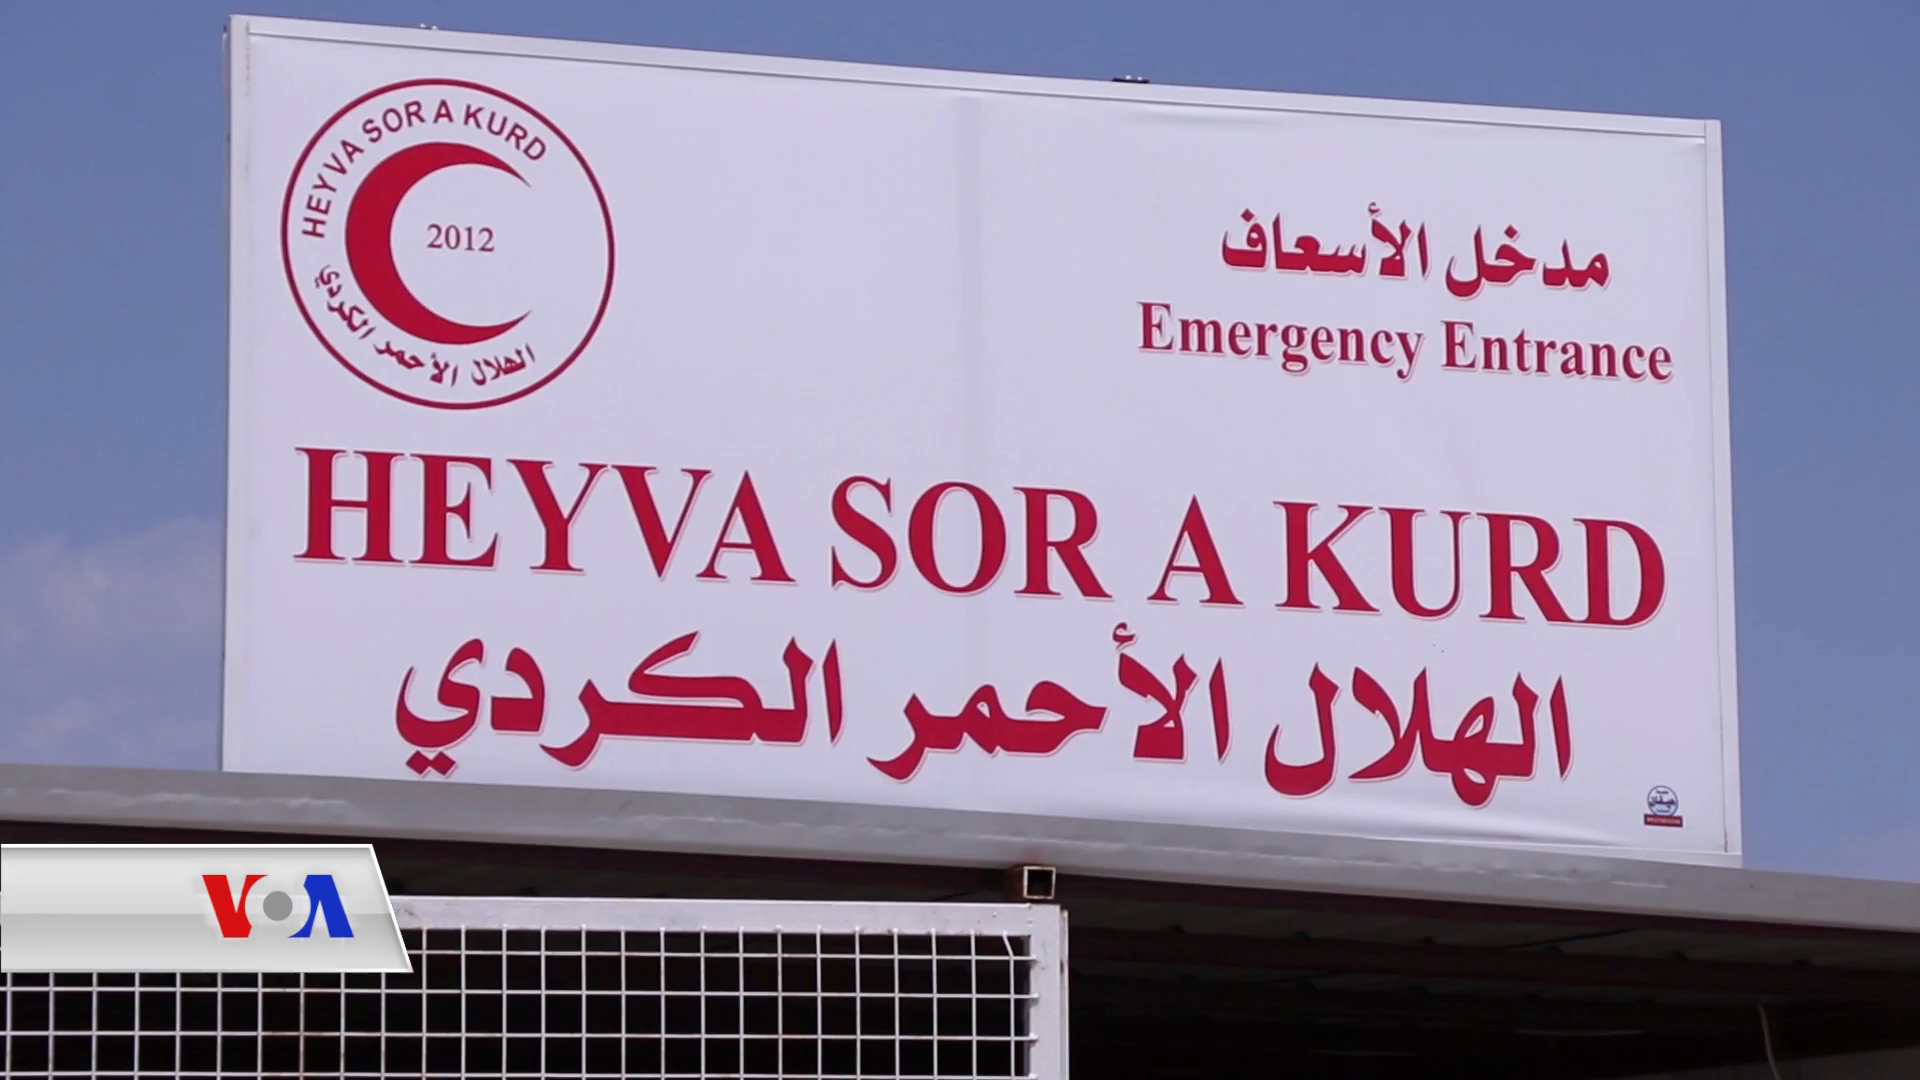 HEYVA SOR A KURD
2012
الهلال الأحمر الكردي
مدخل الأسعاف
Emergency Entrance
HEYVA SOR A KURD
الهلال الأحمر الكردي
VOA